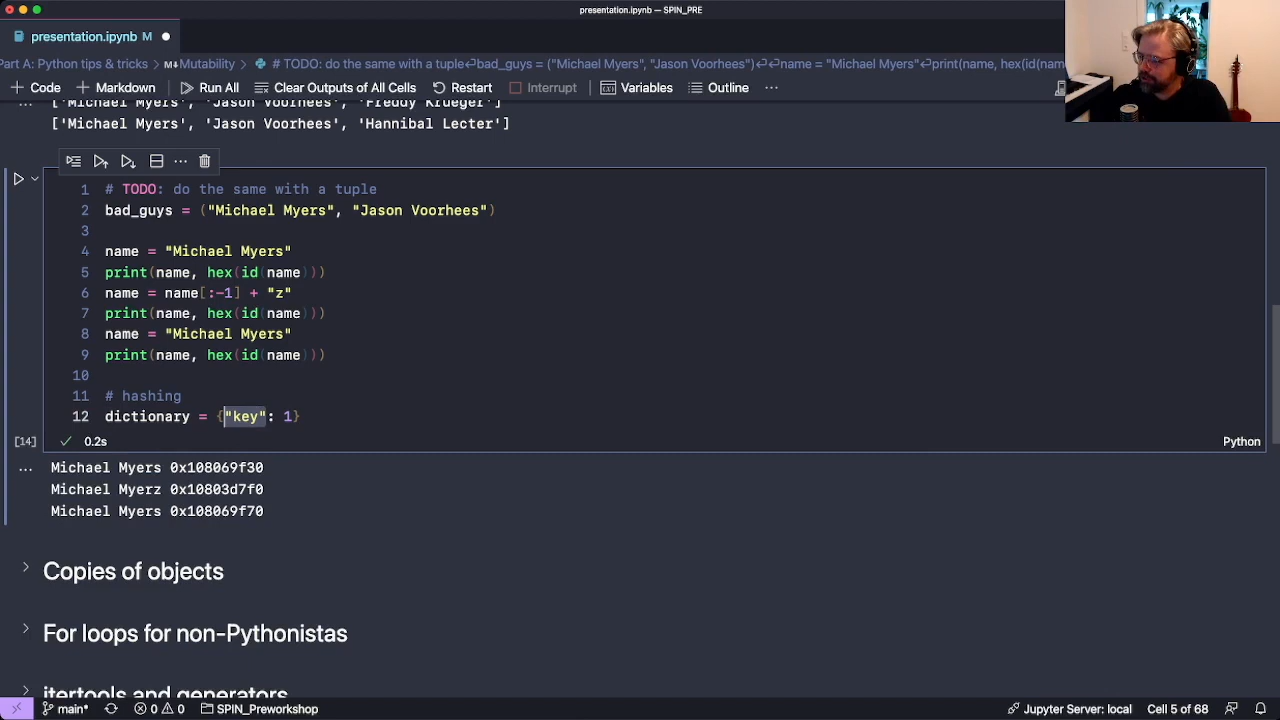 presentation.ipynb — SPIN_PRE
presentation.ipynb M
Part A: Python tips & tricks > M↓Mutability > # TODO: do the same with a tuple↵bad_guys = ("Michael Myers", "Jason Voorhees")↵↵name = "Michael Myers"↵print(name, hex(id(name
+ Code + Markdown Run All Clear Outputs of All Cells Restart Interrupt Variables Outline ...
['Michael Myers', 'Jason Voorhees', 'Freddy Krueger']
['Michael Myers', 'Jason Voorhees', 'Hannibal Lecter']
1 # TODO: do the same with a tuple
2 bad_guys = ("Michael Myers", "Jason Voorhees")
3
4 name = "Michael Myers"
5 print(name, hex(id(name)))
6 name = name[:-1] + "z"
7 print(name, hex(id(name)))
8 name = "Michael Myers"
9 print(name, hex(id(name)))
10
11 # hashing
12 dictionary = {"key": 1}
[14] ✓ 0.2s Python
Michael Myers 0x108069f30
Michael Myerz 0x10803d7f0
Michael Myers 0x108069f70
Copies of objects
For loops for non-Pythonistas
itertools and generators
main* 0 0 SPIN_Preworkshop Jupyter Server: local Cell 5 of 68